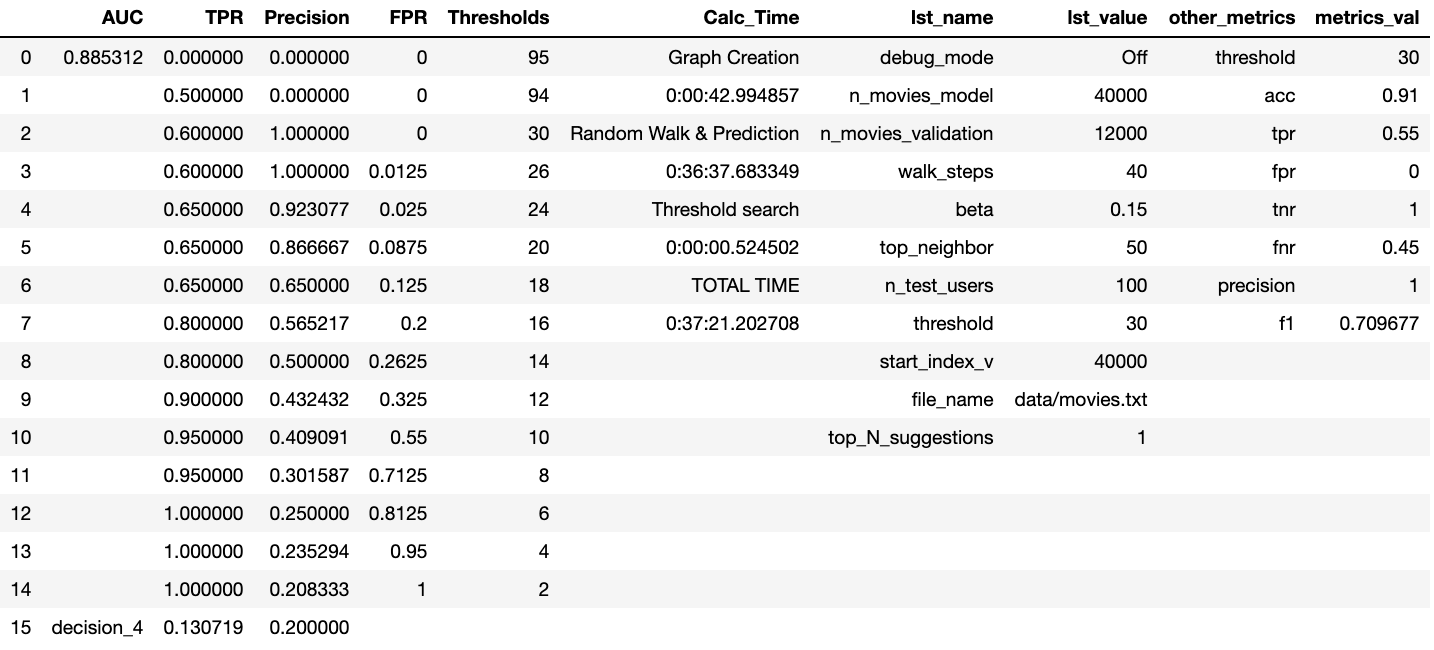 AUC TPR Precision FPR Thresholds Calc_Time lst_name lst_value other_metrics metrics_val
0 0.885312 0.000000 0.000000 0 95 Graph Creation debug_mode Off threshold 30
1 0.500000 0.000000 0 94 0:00:42.994857 n_movies_model 40000 acc 0.91
2 0.600000 1.000000 0 30 Random Walk & Prediction n_movies_validation 12000 tpr 0.55
3 0.600000 1.000000 0.0125 26 0:36:37.683349 walk_steps 40 fpr 0
4 0.650000 0.923077 0.025 24 Threshold search beta 0.15 tnr 1
5 0.650000 0.866667 0.0875 20 0:00:00.524502 top_neighbor 50 fnr 0.45
6 0.650000 0.650000 0.125 18 TOTAL TIME n_test_users 100 precision 1
7 0.800000 0.565217 0.2 16 0:37:21.202708 threshold 30 f1 0.709677
8 0.800000 0.500000 0.2625 14 start_index_v 40000
9 0.900000 0.432432 0.325 12 file_name data/movies.txt
10 0.950000 0.409091 0.55 10 top_N_suggestions 1
11 0.950000 0.301587 0.7125 8
12 1.000000 0.250000 0.8125 6
13 1.000000 0.235294 0.95 4
14 1.000000 0.208333 1 2
15 decision_4 0.130719 0.200000